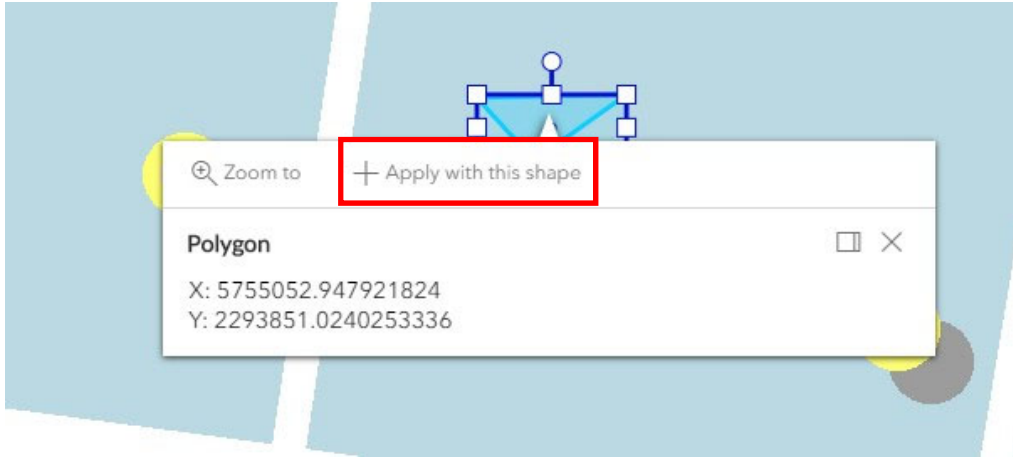 Zoom to
Apply with this shape
Polygon
X: 5755052.947921824
Y: 2293851.0240253336